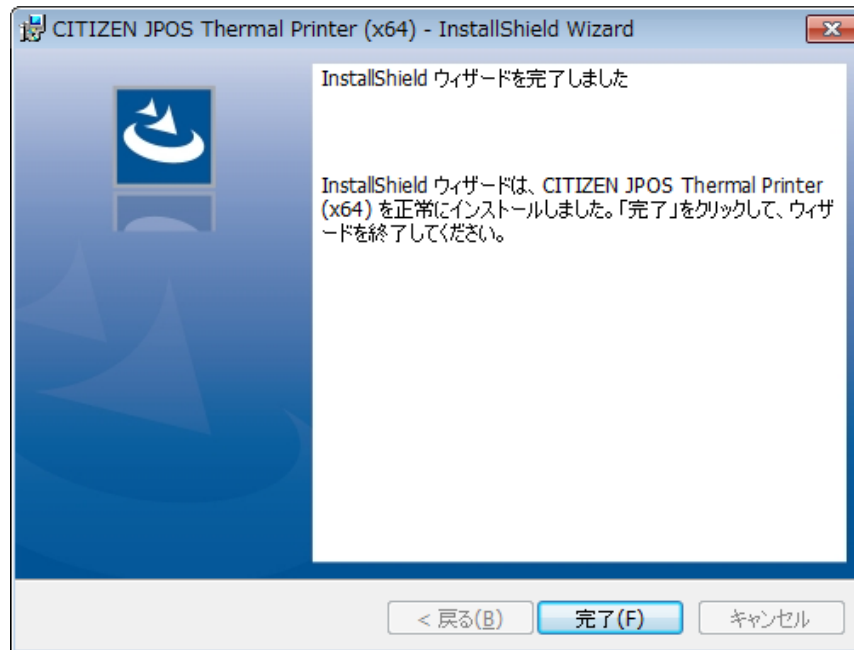 CITIZEN JPOS Thermal Printer (x64) - InstallShield Wizard
InstallShield ウィザードを完了しました
InstallShield ウィザードは、CITIZEN JPOS Thermal Printer
(x64) を正常にインストールしました。「完了」をクリックして、ウィザ
ードを終了してください。
< 戻る(B) 完了(F) キャンセル